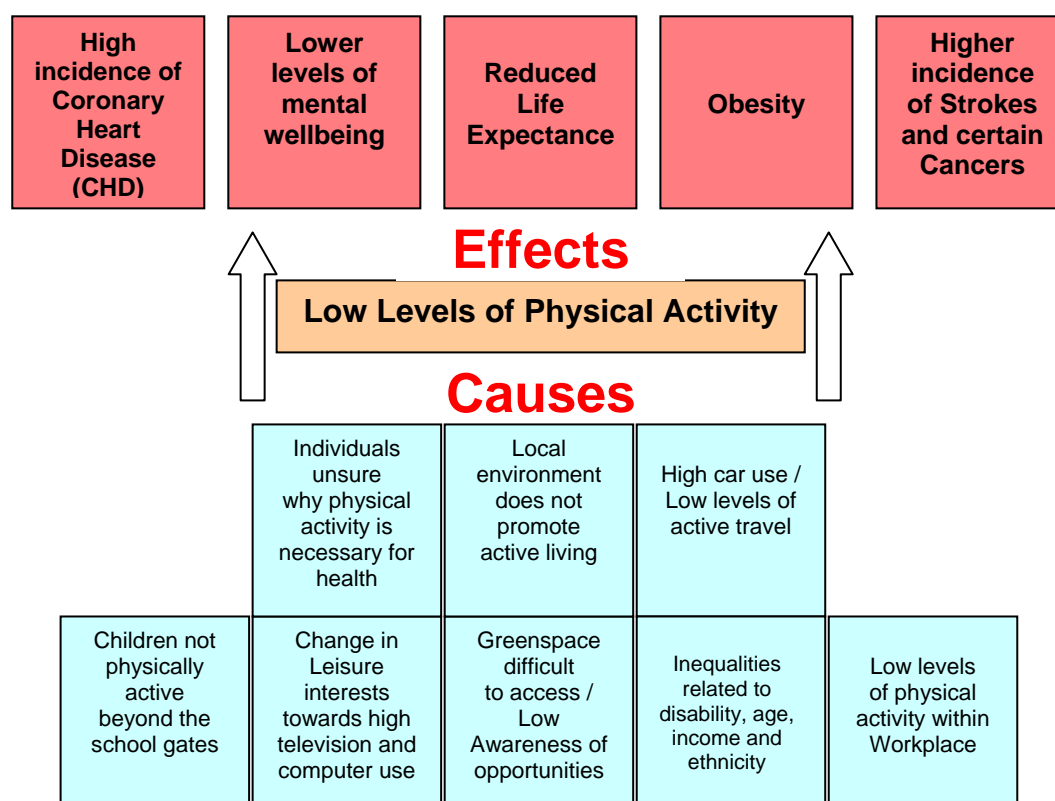 High
incidence of
Coronary
Heart
Disease
(CHD)
Lower
levels of
mental
wellbeing
Reduced
Life
Expectance
Obesity
Higher
incidence
of Strokes
and certain
Cancers
Effects
Low Levels of Physical Activity
Causes
Individuals
unsure
why physical
activity is
necessary for
health
Local
environment
does not
promote
active living
High car use /
Low levels of
active travel
Children not
physically
active
beyond the
school gates
Change in
Leisure
interests
towards high
television and
computer use
Greenspace
difficult
to access /
Low
Awareness of
opportunities
Inequalities
related to
disability, age,
income and
ethnicity
Low levels
of physical
activity within
Workplace